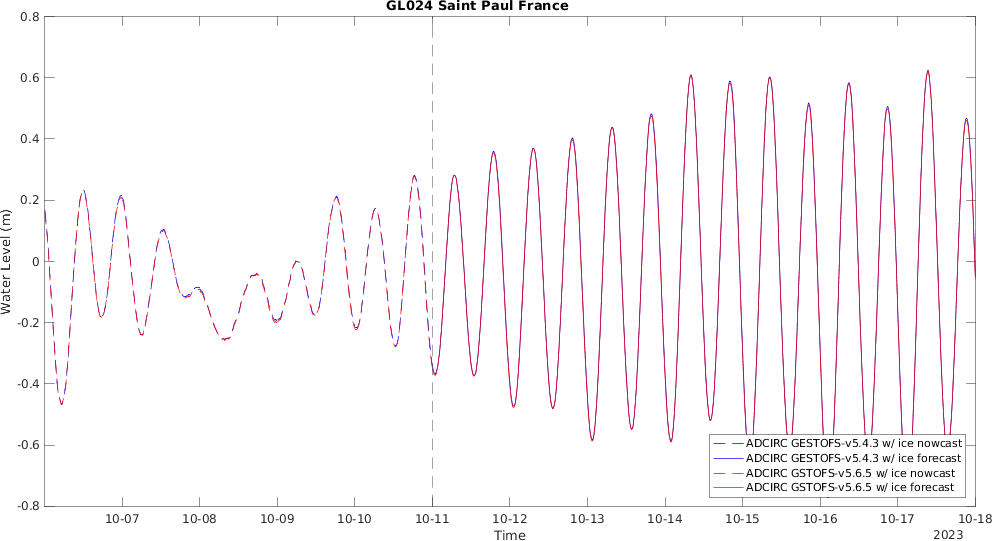 GL024 Saint Paul France
0.8
0.6
0.4
0.2
0
-0.2
-0.4
-0.6
-0.8
Water Level (m)
ADCIRC GESTOFS-v5.4.3 w/ ice nowcast
ADCIRC GESTOFS-v5.4.3 w/ ice forecast
ADCIRC GSTOFS-v5.6.5 w/ ice nowcast
ADCIRC GSTOFS-v5.6.5 w/ ice forecast
10-07 10-08 10-09 10-10 10-11 10-12 10-13 10-14 10-15 10-16 10-17 10-18
Time
2023